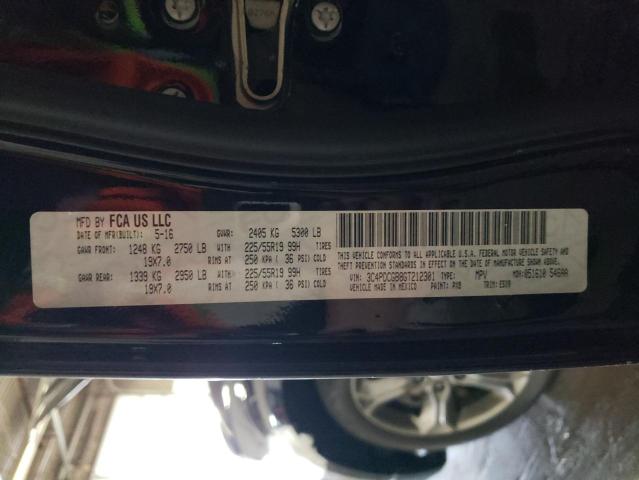 MFD BY FCA US LLC
DATE OF MFR(BUILT): 5-16 GVWR: 2405 KG 5300 LB
GAWR FRONT: 1248 KG 2750 LB WITH 225/55R19 99H TIRES
19X7.0 RIMS AT 250 KPA ( 36 PSI) COLD
GAWR REAR: 1339 KG 2950 LB WITH 225/55R19 99H TIRES
19X7.0 RIMS AT 250 KPA ( 36 PSI) COLD
THIS VEHICLE CONFORMS TO ALL APPLICABLE U.S.A. FEDERAL MOTOR VEHICLE SAFETY,
THEFT PREVENTION STANDARDS IN EFFECT ON THE DATE OF MANUFACTURE SHOWN ABOVE.
VIN: 3C4PDCGB8GT212301 TYPE: MPV MDH: 051610 546AA
VEHICLE MADE IN MEXICO PAINT: PX8 TRIM: